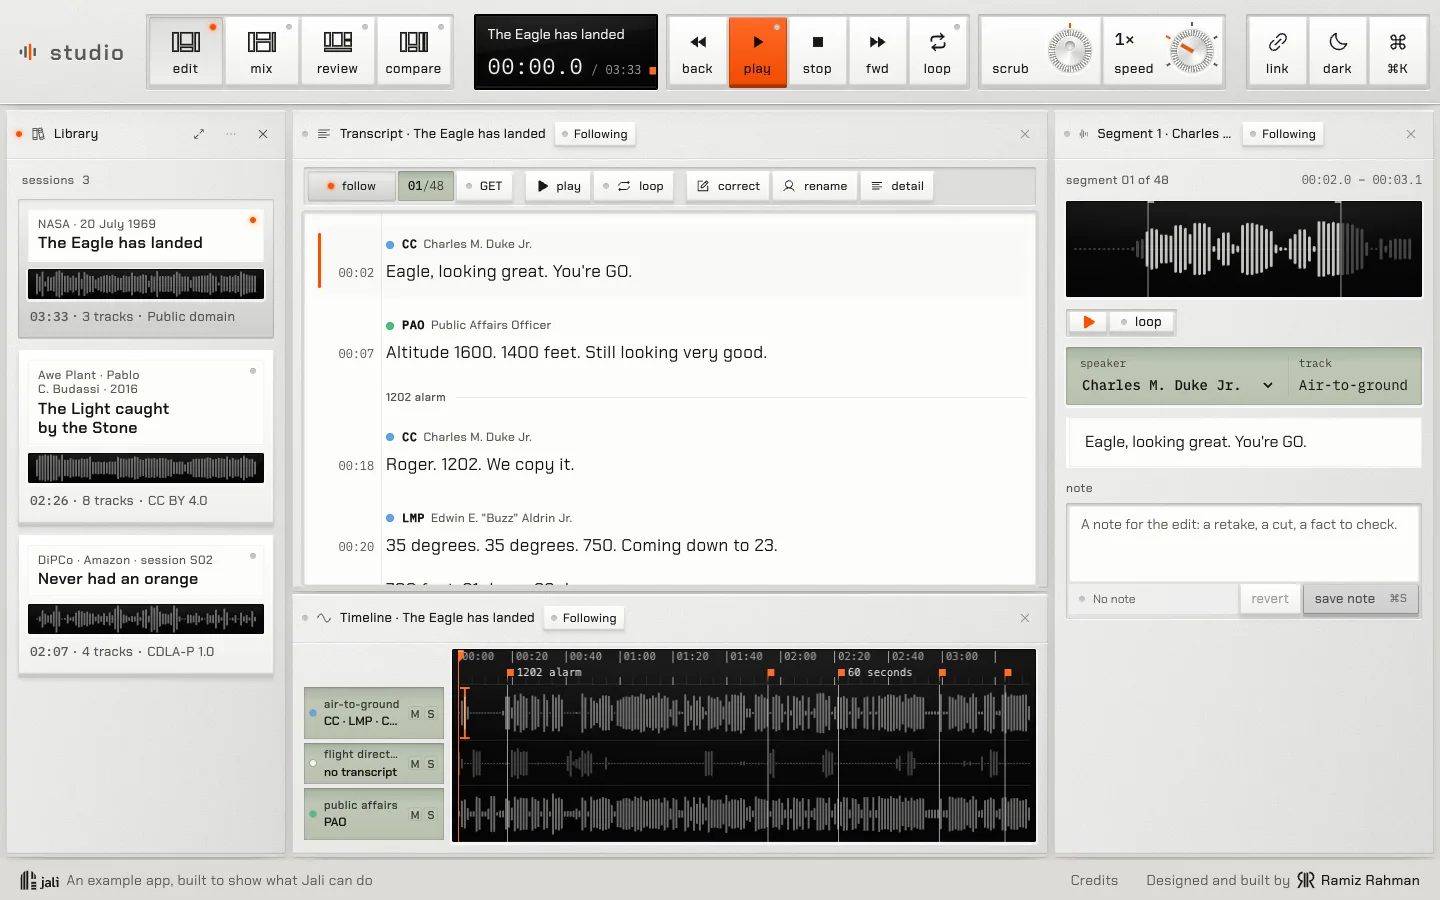 studio
edit
mix
review
compare
The Eagle has landed
00:00.0 / 03:33
back
play
stop
fwd
loop
scrub
1×
speed
link
dark
⌘K
Library
sessions 3
NASA · 20 July 1969
The Eagle has landed
03:33 · 3 tracks · Public domain
Awe Plant · Pablo
C. Budassi · 2016
The Light caught
by the Stone
02:26 · 8 tracks · CC BY 4.0
DiPCo · Amazon · session S02
Never had an orange
02:07 · 4 tracks · CDLA-P 1.0
Transcript · The Eagle has landed
Following
follow
01/48
GET
play
loop
correct
rename
detail
CC Charles M. Duke Jr.
00:02 Eagle, looking great. You're GO.
PAO Public Affairs Officer
00:07 Altitude 1600. 1400 feet. Still looking very good.
1202 alarm
CC Charles M. Duke Jr.
00:18 Roger. 1202. We copy it.
LMP Edwin E. "Buzz" Aldrin Jr.
00:20 35 degrees. 35 degrees. 750. Coming down to 23.
Timeline · The Eagle has landed
Following
00:00 00:20 00:40 01:00 01:20 01:40 02:00 02:20 02:40 03:00
1202 alarm
60 seconds
air-to-ground
CC · LMP · C...
M S
flight direct...
no transcript
M S
public affairs
PAO
M S
Segment 1 · Charles ...
Following
segment 01 of 48
00:02.0 – 00:03.1
loop
speaker
Charles M. Duke Jr.
track
Air-to-ground
Eagle, looking great. You're GO.
note
A note for the edit: a retake, a cut, a fact to check.
No note
revert
save note ⌘S
jali An example app, built to show what Jali can do
Credits
Designed and built by Ramiz Rahman